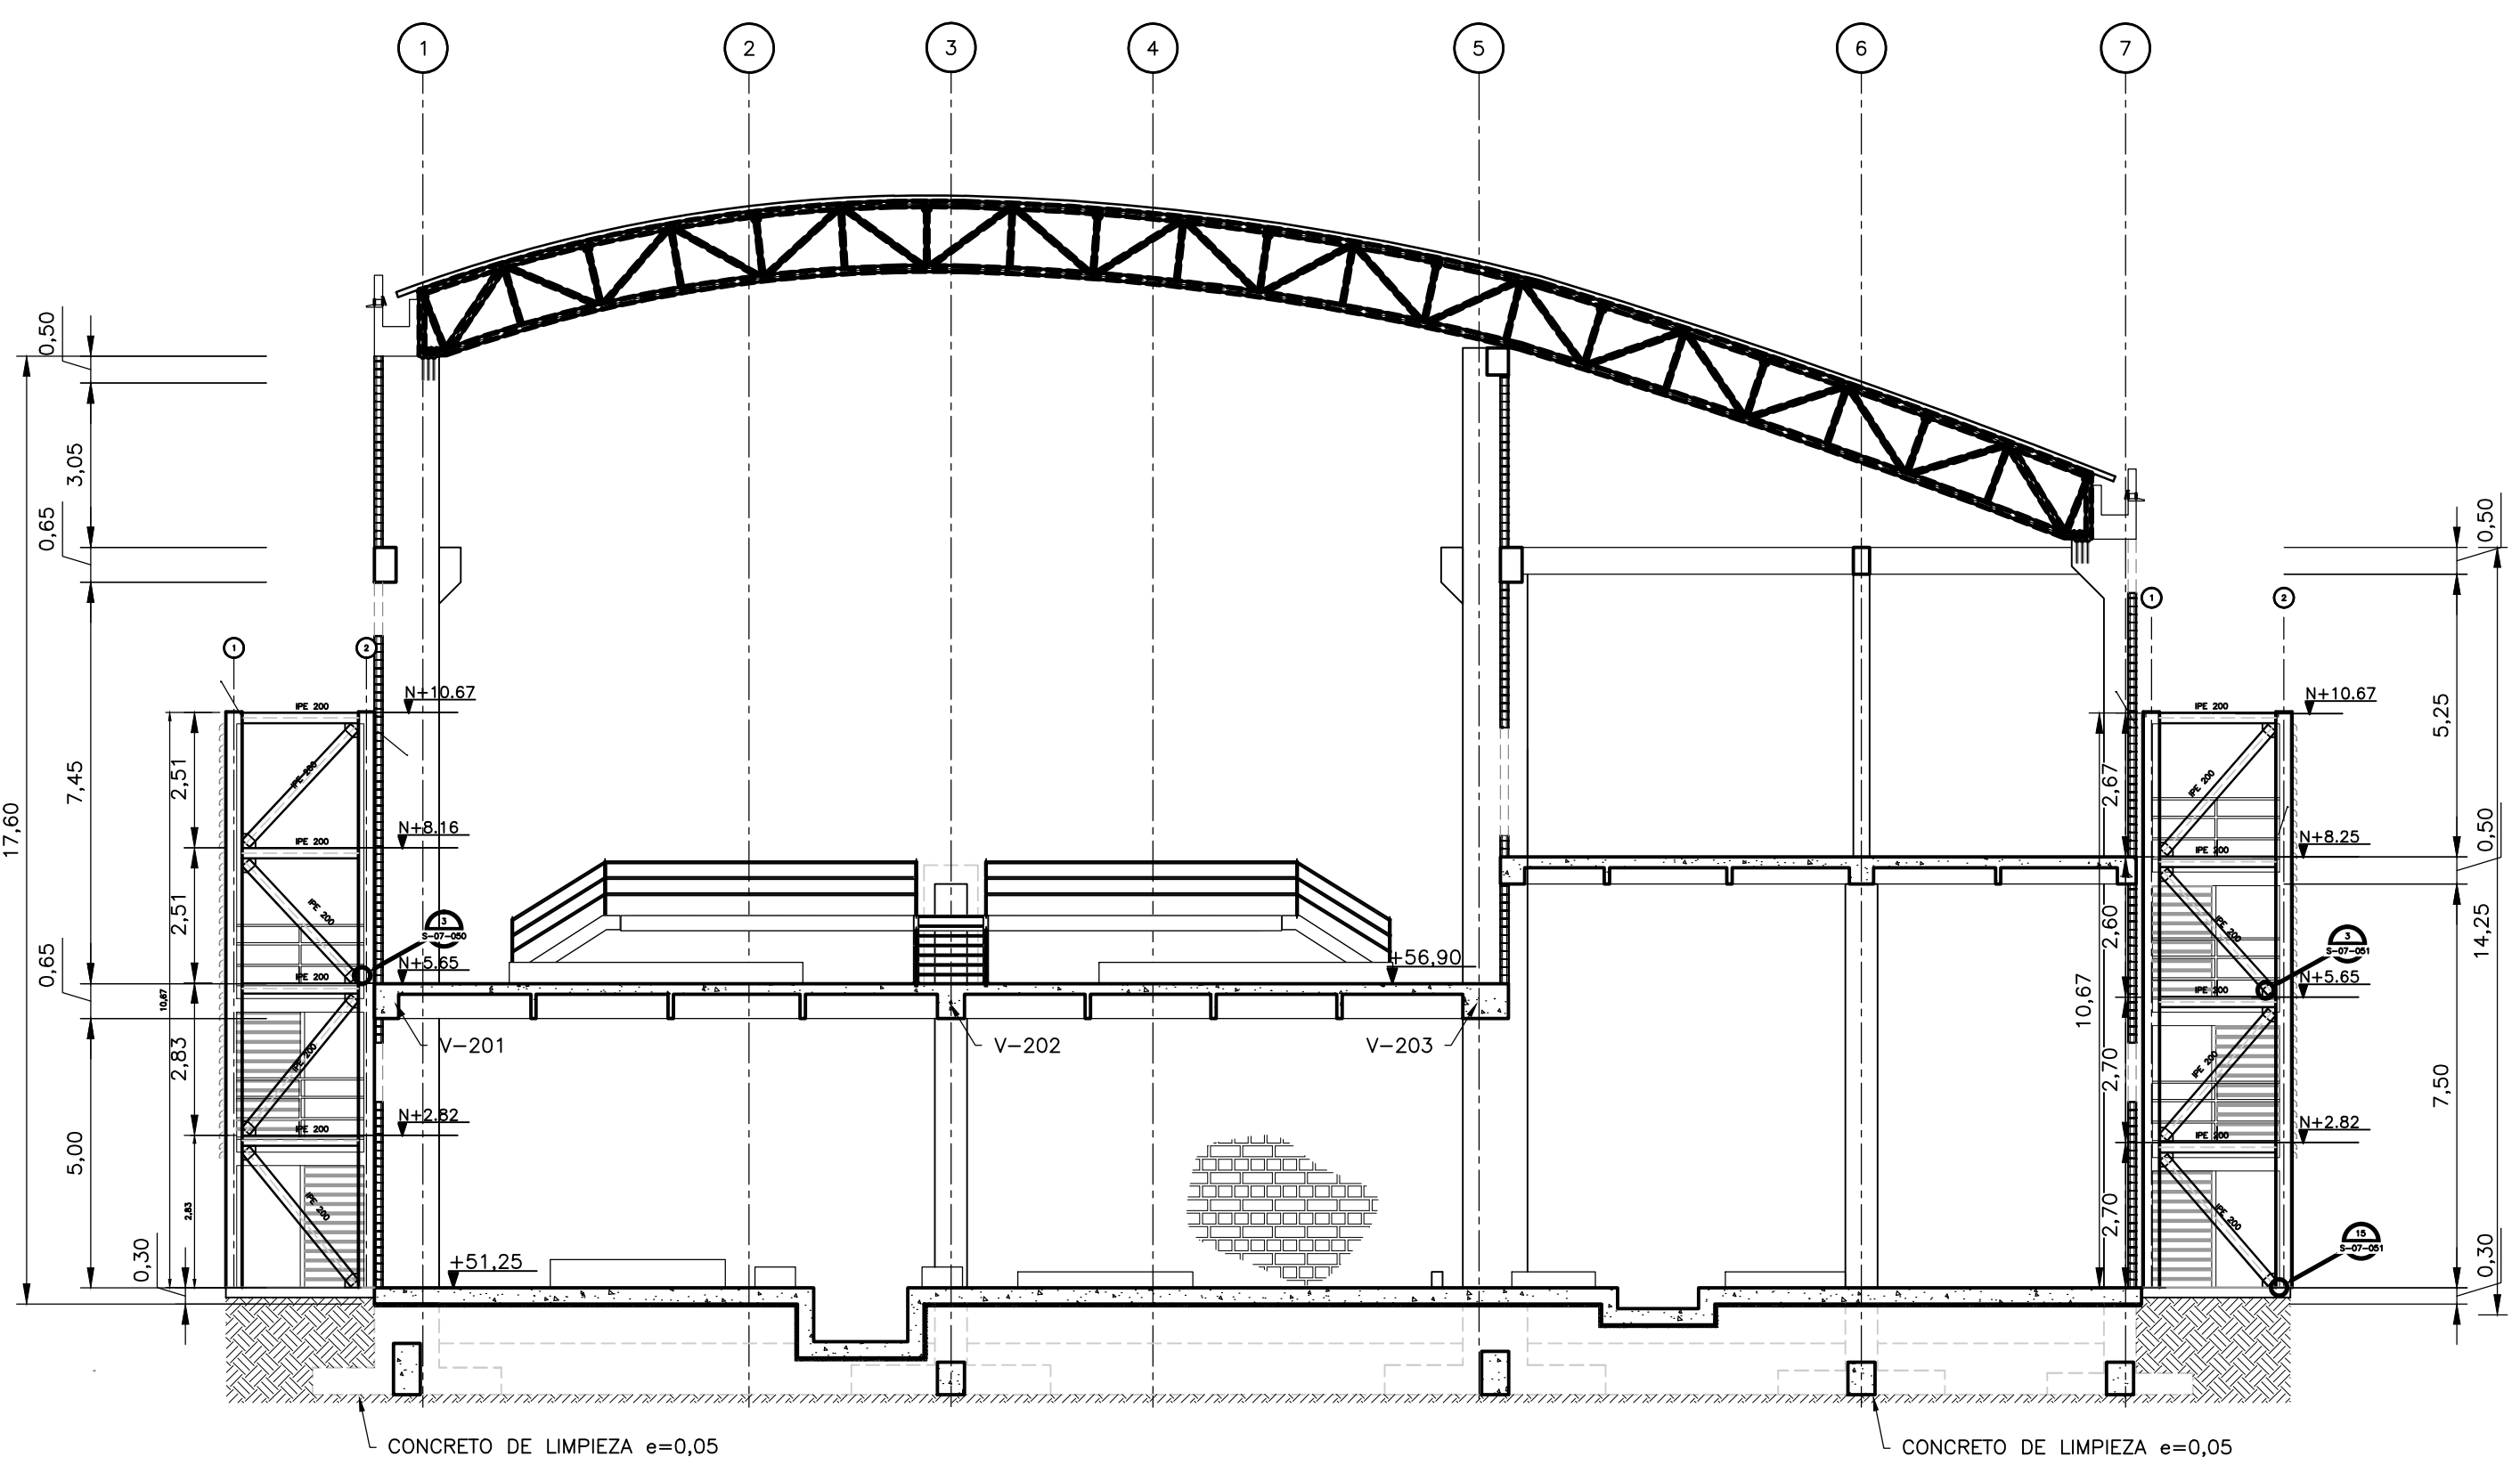 1
2
3
4
5
6
7
0,50
3,05
0,65
7,45
17,60
0,65
5,00
0,30
1
2
N+10.67
IPE 200
IPE 200
2,51
N+8.16
IPE 200
IPE 200
2,51
3
S-07-050
N+5.65
IPE 200
10,67
IPE 200
2,83
N+2.82
IPE 200
IPE 200
2,83
+56,90
V-201
V-202
V-203
+51,25
0,50
1
2
N+10.67
IPE 200
5,25
2,67
IPE 200
N+8.25
IPE 200
0,50
14,25
IPE 200
2,60
3
S-07-051
N+5.65
IPE 200
10,67
IPE 200
2,70
7,50
N+2.82
IPE 200
IPE 200
2,70
15
S-07-051
0,30
CONCRETO DE LIMPIEZA e=0,05
CONCRETO DE LIMPIEZA e=0,05